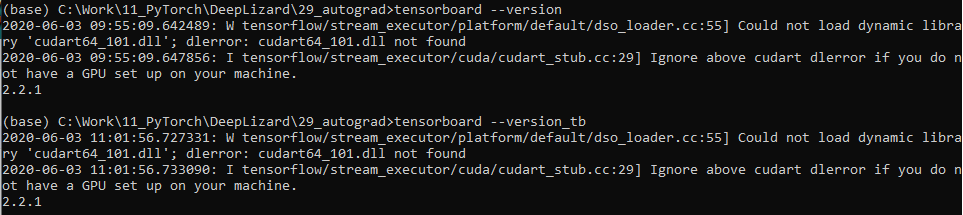 (base) C:\Work\11_PyTorch\DeepLizard\29_autograd>tensorboard --version
2020-06-03 09:55:09.642489: W tensorflow/stream_executor/platform/default/dso_loader.cc:55] Could not load dynamic libra
ry 'cudart64_101.dll'; dlerror: cudart64_101.dll not found
2020-06-03 09:55:09.647856: I tensorflow/stream_executor/cuda/cudart_stub.cc:29] Ignore above cudart dlerror if you do n
ot have a GPU set up on your machine.
2.2.1
(base) C:\Work\11_PyTorch\DeepLizard\29_autograd>tensorboard --version_tb
2020-06-03 11:01:56.727331: W tensorflow/stream_executor/platform/default/dso_loader.cc:55] Could not load dynamic libra
ry 'cudart64_101.dll'; dlerror: cudart64_101.dll not found
2020-06-03 11:01:56.733090: I tensorflow/stream_executor/cuda/cudart_stub.cc:29] Ignore above cudart dlerror if you do n
ot have a GPU set up on your machine.
2.2.1